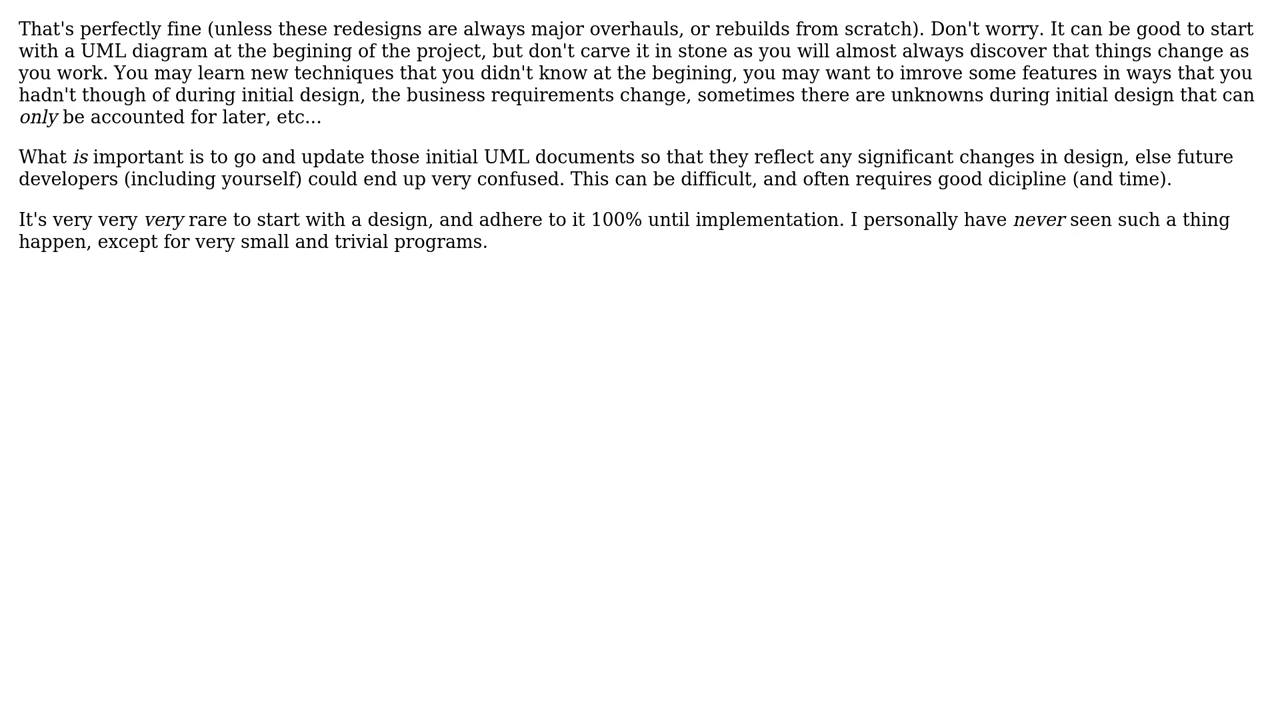 That's perfectly fine (unless these redesigns are always major overhauls, or rebuilds from scratch). Don't worry. It can be good to start
with a UML diagram at the begining of the project, but don't carve it in stone as you will almost always discover that things change as
you work. You may learn new techniques that you didn't know at the begining, you may want to imrove some features in ways that you
hadn't though of during initial design, the business requirements change, sometimes there are unknowns during initial design that can
only be accounted for later, etc...
What is important is to go and update those initial UML documents so that they reflect any significant changes in design, else future
developers (including yourself) could end up very confused. This can be difficult, and often requires good dicipline (and time).
It's very very very rare to start with a design, and adhere to it 100% until implementation. I personally have never seen such a thing
happen, except for very small and trivial programs.